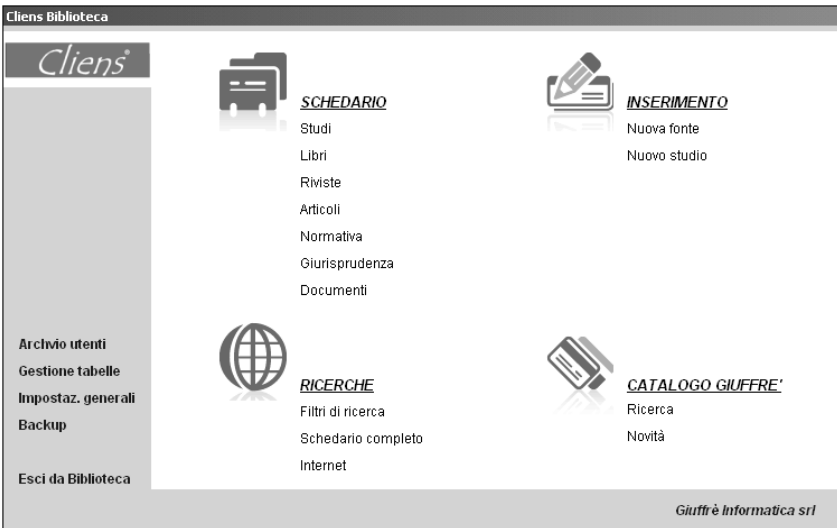 Cliens Biblioteca
Cliens
SCHEDARIO
Studi
Libri
Riviste
Articoli
Normativa
Giurisprudenza
Documenti
INSERIMENTO
Nuova fonte
Nuovo studio
Archivio utenti
Gestione tabelle
Impostaz. generali
Backup
Esci da Biblioteca
RICERCHE
Filtri di ricerca
Schedario completo
Internet
CATALOGO GIUFFRE'
Ricerca
Novità
Giuffrè Informatica srl